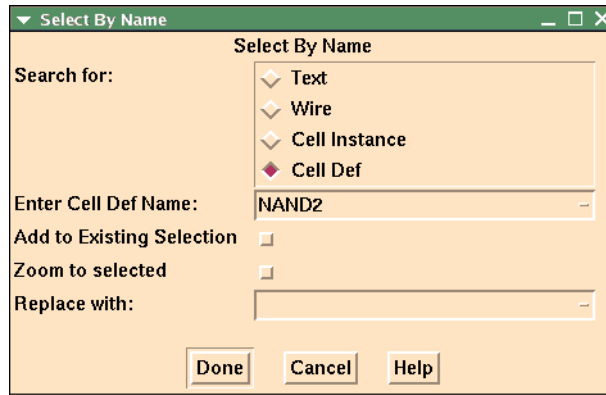 Select By Name
Select By Name
Search for:
Text
Wire
Cell Instance
Cell Def
Enter Cell Def Name: NAND2
Add to Existing Selection
Zoom to selected
Replace with:
Done Cancel Help